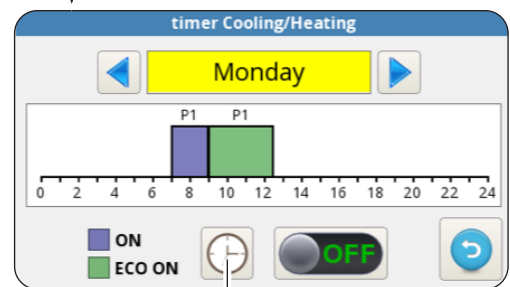 timer Cooling/Heating
Monday
P1 P1
0 2 4 6 8 10 12 14 16 18 20 22 24
ON
ECO ON
OFF